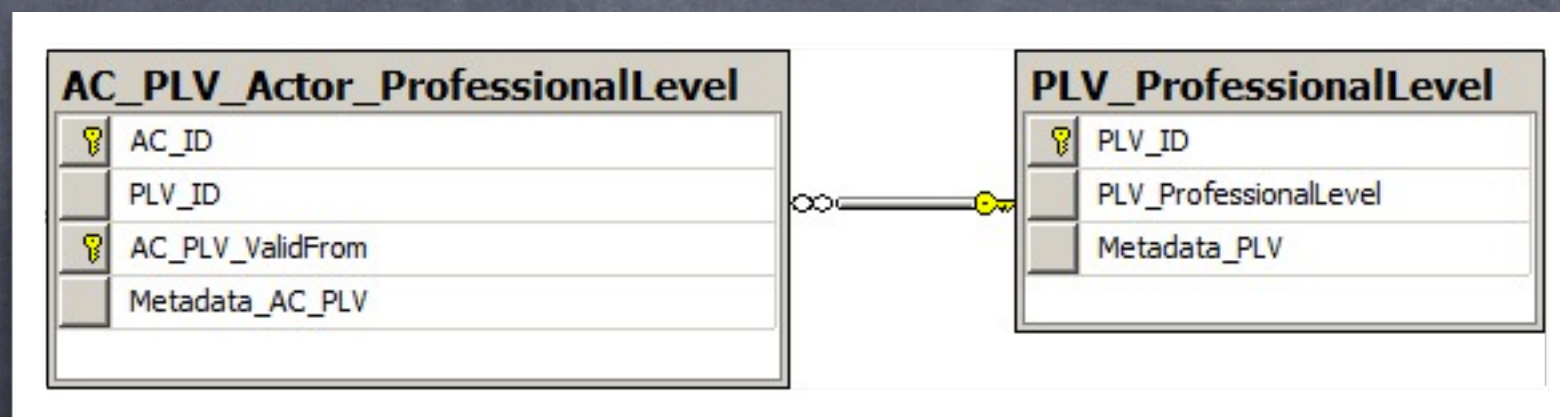 AC_PLV_Actor_ProfessionalLevel
AC_ID
PLV_ID
AC_PLV_ValidFrom
Metadata_AC_PLV
PLV_ProfessionalLevel
PLV_ID
PLV_ProfessionalLevel
Metadata_PLV